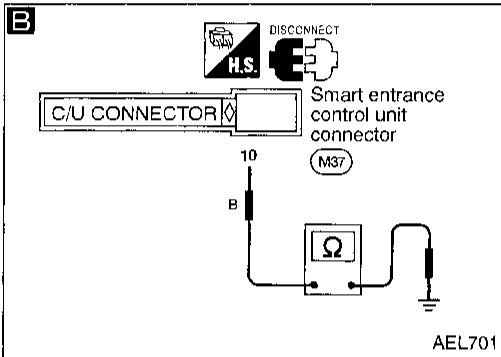 B
DISCONNECT
H.S.
C/U CONNECTOR
Smart entrance
control unit
connector
M37
10
B
Ω
AEL701